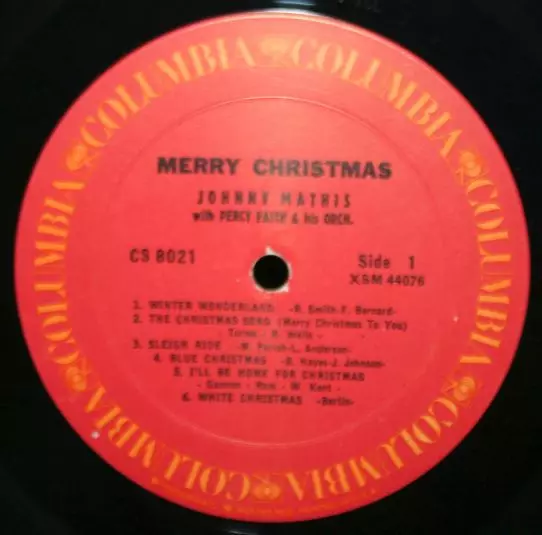 COLUMBIA COLUMBIA COLUMBIA COLUMBIA COLUMBIA COLUMBIA
MERRY CHRISTMAS
JOHNNY MATHIS
with PERCY FAITH & his ORCH.
CS 8021
Side 1
XSM 44076
1. WINTER WONDERLAND -R. Smith-F. Bernard-
2. THE CHRISTMAS SONG (Merry Christmas To You)
- Torme - R. Wells -
3. SLEIGH RIDE -M. Parish-L. Anderson-
4. BLUE CHRISTMAS -B. Hayes-J. Johnson-
5. I'LL BE HOME FOR CHRISTMAS
- Gannon - Ram - W. Kent -
6. WHITE CHRISTMAS -Berlin-